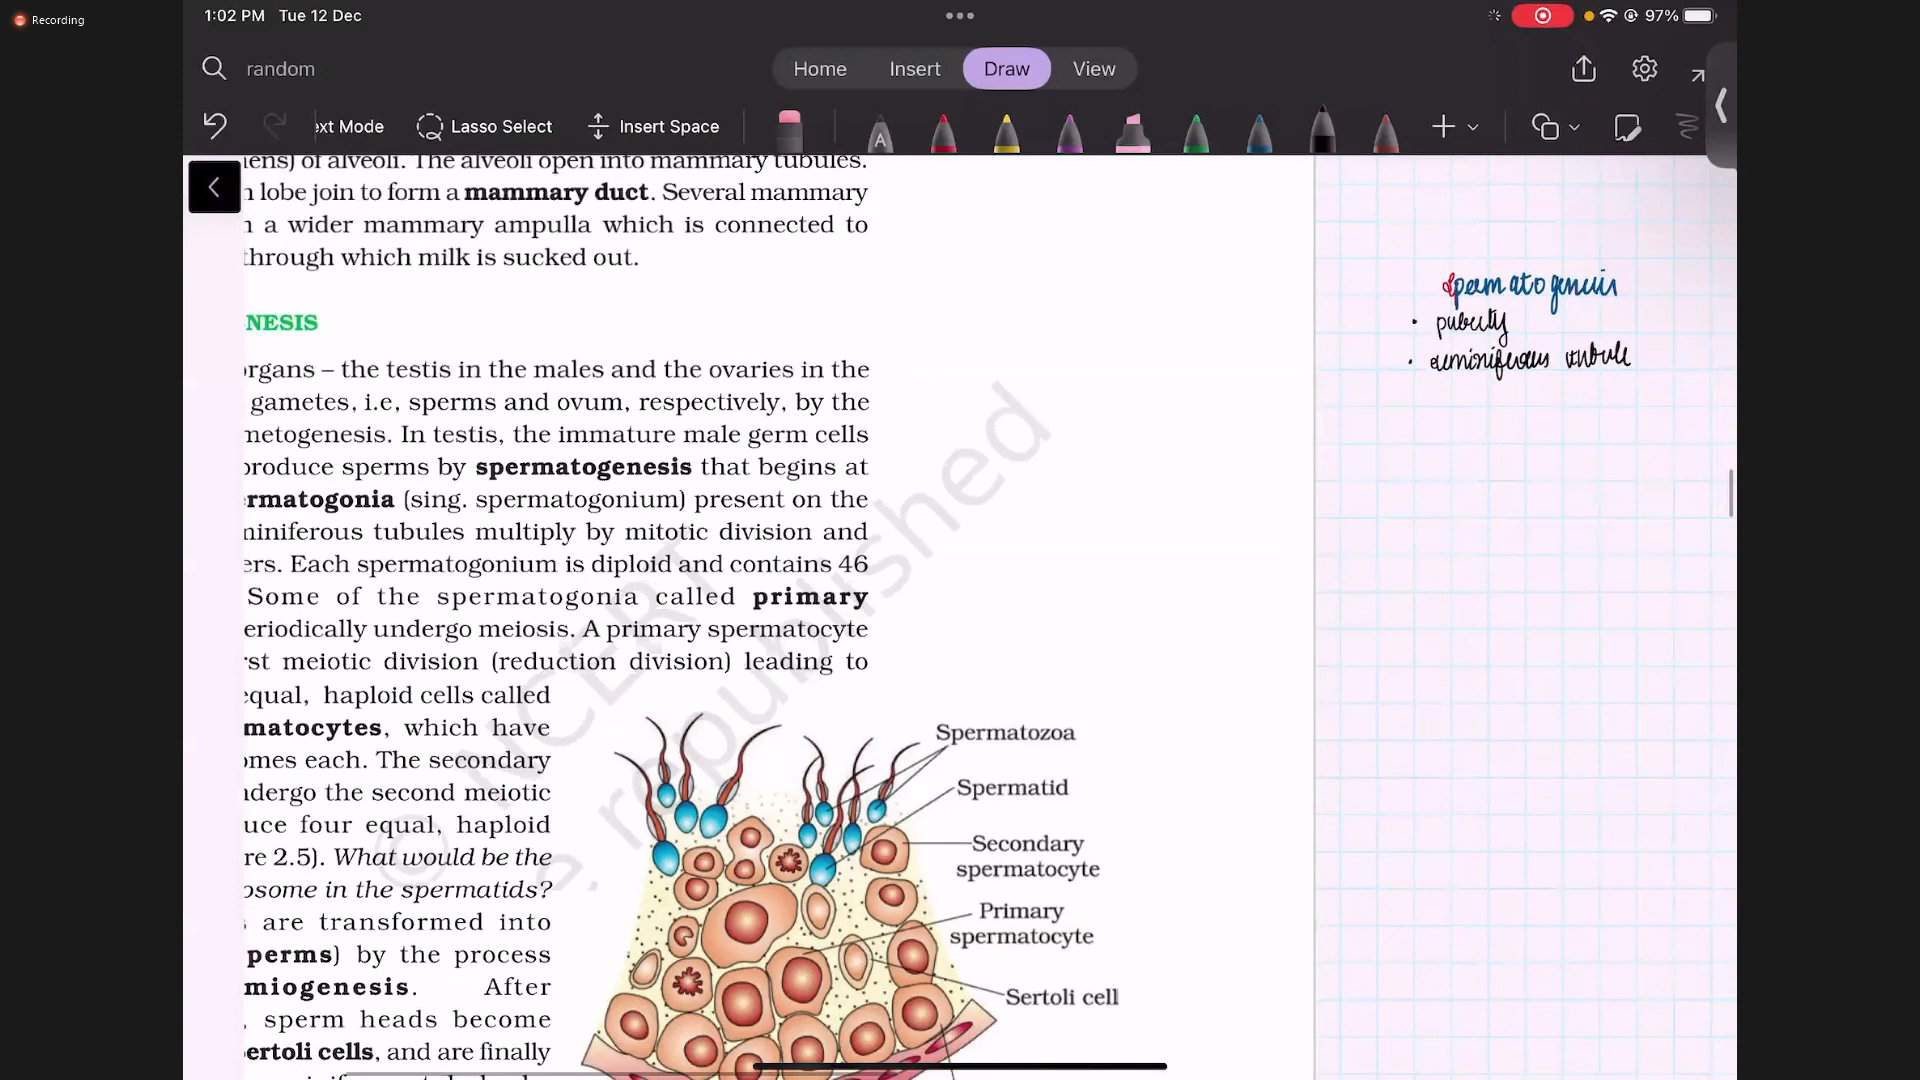 Recording
1:02 PM Tue 12 Dec
97%
random
Home Insert Draw View
ext Mode Lasso Select Insert Space
A
iens) of alveoli. The alveoli open into mammary tubules.
lobe join to form a mammary duct. Several mammary
a wider mammary ampulla which is connected to
through which milk is sucked out.
NESIS
organs – the testis in the males and the ovaries in the
gametes, i.e, sperms and ovum, respectively, by the
metogenesis. In testis, the immature male germ cells
produce sperms by spermatogenesis that begins at
ermatogonia (sing. spermatogonium) present on the
miniferous tubules multiply by mitotic division and
ers. Each spermatogonium is diploid and contains 46
Some of the spermatogonia called primary
eriodically undergo meiosis. A primary spermatocyte
rst meiotic division (reduction division) leading to
equal, haploid cells called
matocytes, which have
omes each. The secondary
ndergo the second meiotic
uce four equal, haploid
re 2.5). What would be the
osome in the spermatids?
are transformed into
perms) by the process
miogenesis. After
, sperm heads become
ertoli cells, and are finally
Spermatozoa
Spermatid
Secondary
spermatocyte
Primary
spermatocyte
Sertoli cell
© NCERT
republished
Spermatogenesis
• puberty
• seminiferous tubule